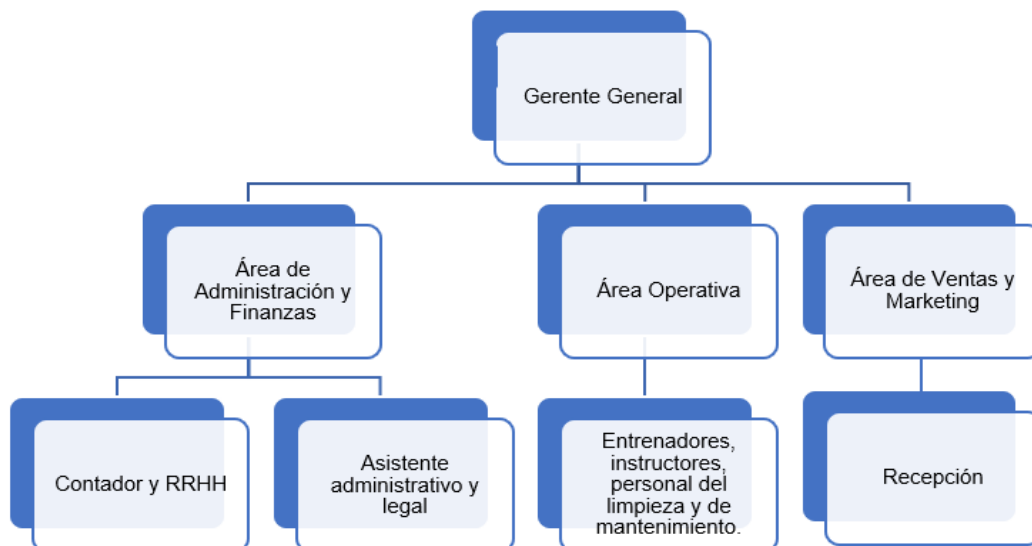 Gerente General
Área de
Administración y
Finanzas
Área Operativa
Área de Ventas y
Marketing
Contador y RRHH
Asistente
administrativo y
legal
Entrenadores,
instructores,
personal del
limpieza y de
mantenimiento.
Recepción